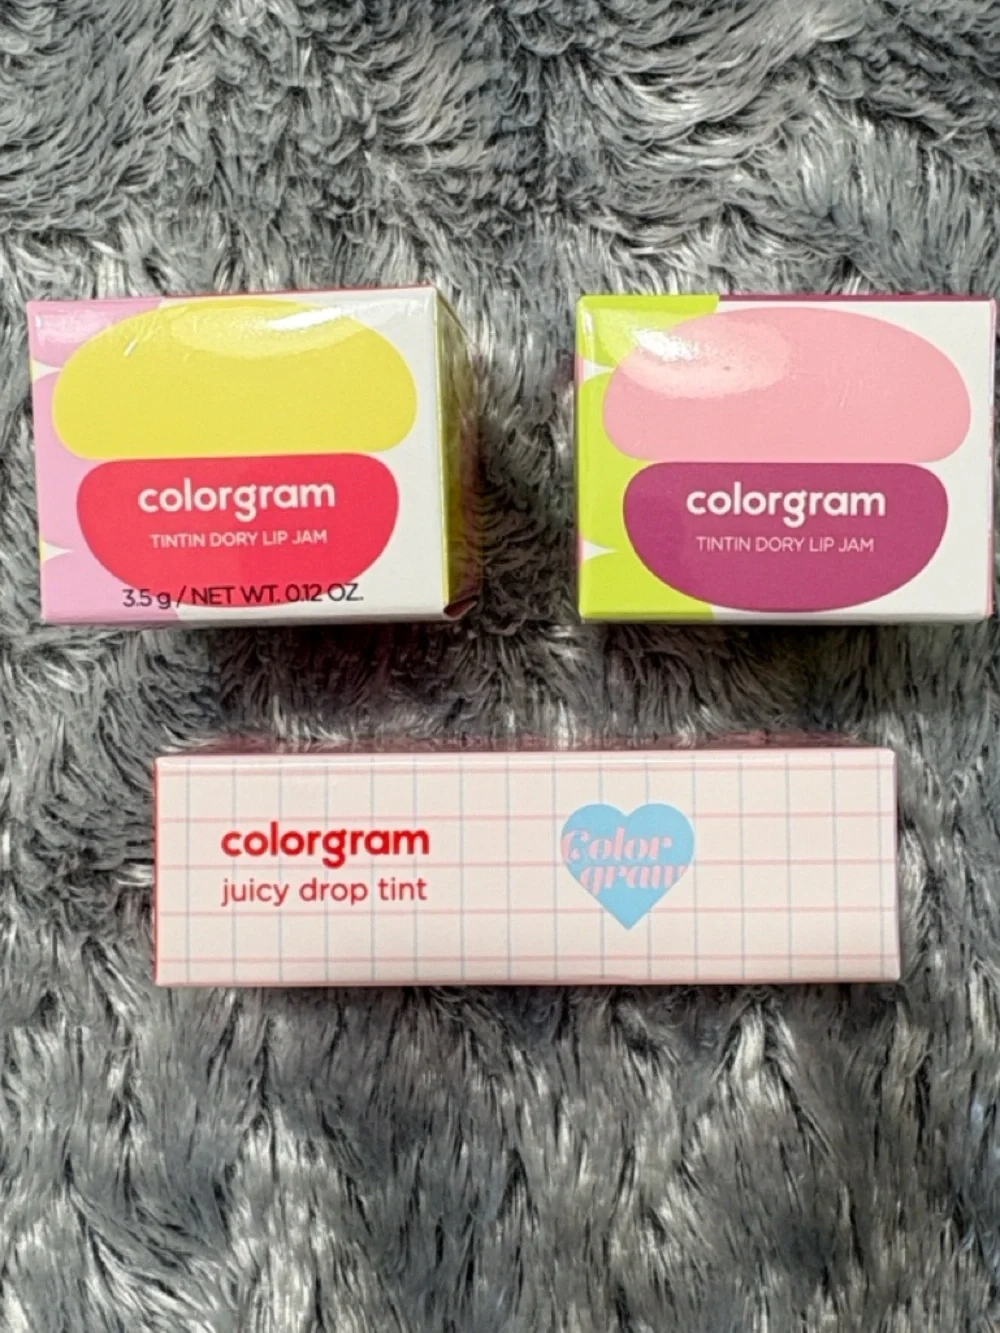 colorgram
TINTIN DORY LIP JAM
3.5 g / NET WT. 0.12 OZ.
colorgram
TINTIN DORY LIP JAM
colorgram
juicy drop tint
Color
gram